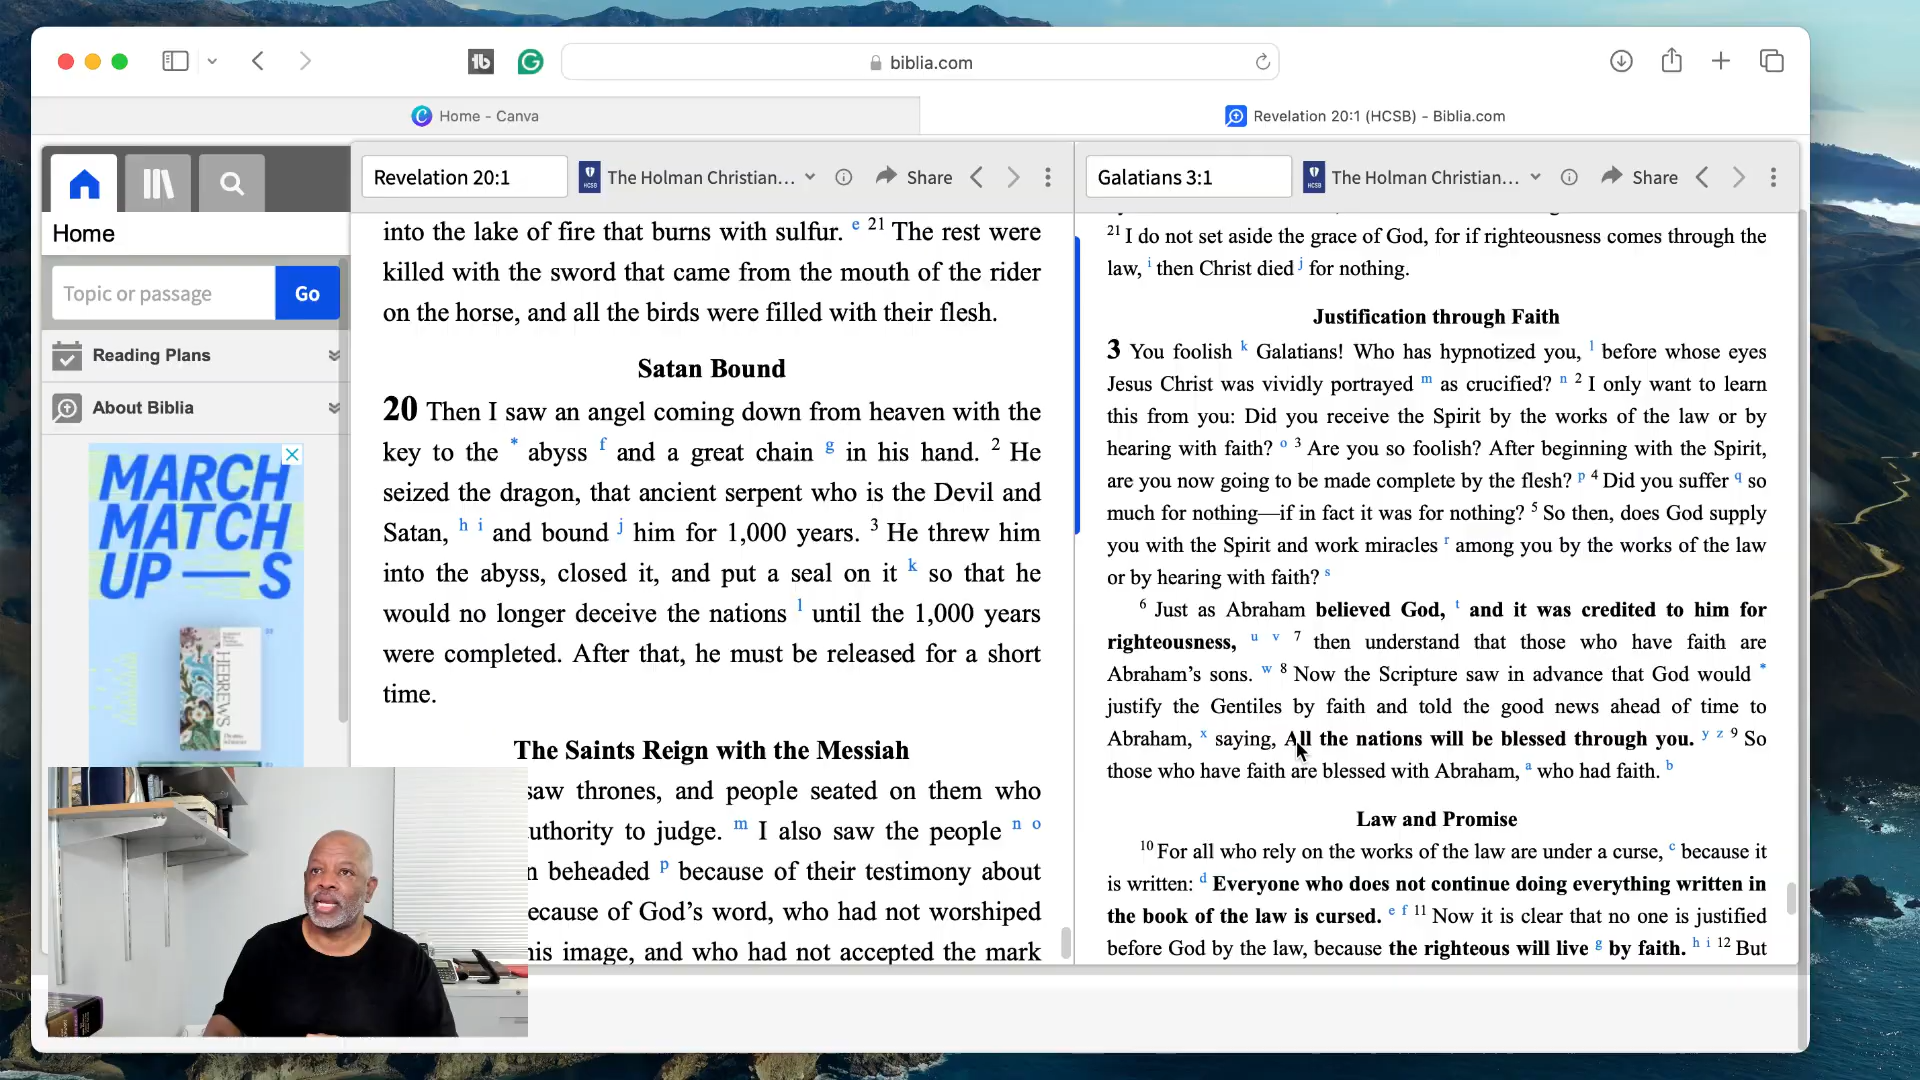 biblia.com
Home - Canva
Revelation 20:1 (HCSB) - Biblia.com
Home
Topic or passage
Go
Reading Plans
About Biblia
MARCH
MATCH
UP — S
HEBREWS
Revelation 20:1
HCSB
The Holman Christian...
Share
into the lake of fire that burns with sulfur. e 21 The rest were
killed with the sword that came from the mouth of the rider
on the horse, and all the birds were filled with their flesh.
Satan Bound
20 Then I saw an angel coming down from heaven with the
key to the * abyss f and a great chain g in his hand. 2 He
seized the dragon, that ancient serpent who is the Devil and
Satan, h i and bound j him for 1,000 years. 3 He threw him
into the abyss, closed it, and put a seal on it k so that he
would no longer deceive the nations l until the 1,000 years
were completed. After that, he must be released for a short
time.
The Saints Reign with the Messiah
saw thrones, and people seated on them who
uthority to judge. m I also saw the people n o
n beheaded p because of their testimony about
ecause of God’s word, who had not worshiped
his image, and who had not accepted the mark
Galatians 3:1
HCSB
The Holman Christian...
Share
21 I do not set aside the grace of God, for if righteousness comes through the
law, i then Christ died j for nothing.
Justification through Faith
3 You foolish k Galatians! Who has hypnotized you, l before whose eyes
Jesus Christ was vividly portrayed m as crucified? n 2 I only want to learn
this from you: Did you receive the Spirit by the works of the law or by
hearing with faith? o 3 Are you so foolish? After beginning with the Spirit,
are you now going to be made complete by the flesh? p 4 Did you suffer q so
much for nothing—if in fact it was for nothing? 5 So then, does God supply
you with the Spirit and work miracles r among you by the works of the law
or by hearing with faith? s
6 Just as Abraham believed God, t and it was credited to him for
righteousness, u v 7 then understand that those who have faith are
Abraham’s sons. w 8 Now the Scripture saw in advance that God would *
justify the Gentiles by faith and told the good news ahead of time to
Abraham, x saying, All the nations will be blessed through you. y z 9 So
those who have faith are blessed with Abraham, a who had faith. b
Law and Promise
10 For all who rely on the works of the law are under a curse, c because it
is written: d Everyone who does not continue doing everything written in
the book of the law is cursed. e f 11 Now it is clear that no one is justified
before God by the law, because the righteous will live g by faith. h i 12 But